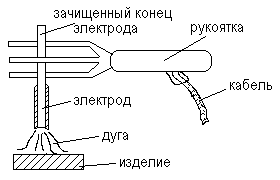 зачищенный конец
электрода
рукоятка
кабель
электрод
дуга
изделие